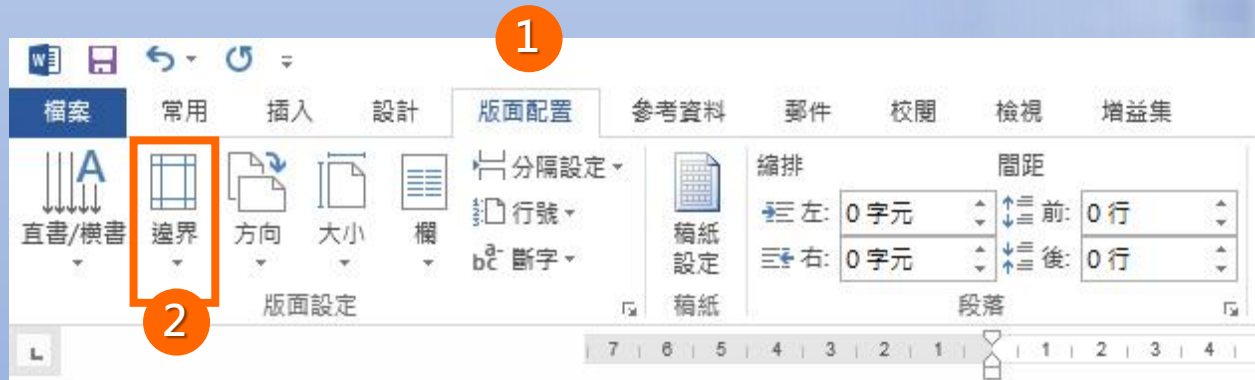 1
檔案 常用 插入 設計 版面配置 參考資料 郵件 校閱 檢視 增益集
直書/橫書 邊界 方向 大小 欄 分隔設定 行號 bc a- 斷字 稿紙設定 縮排 間距
左: 0 字元 前: 0 行
右: 0 字元 後: 0 行
2 版面設定 稿紙 段落
7 6 5 4 3 2 1 1 2 3 4